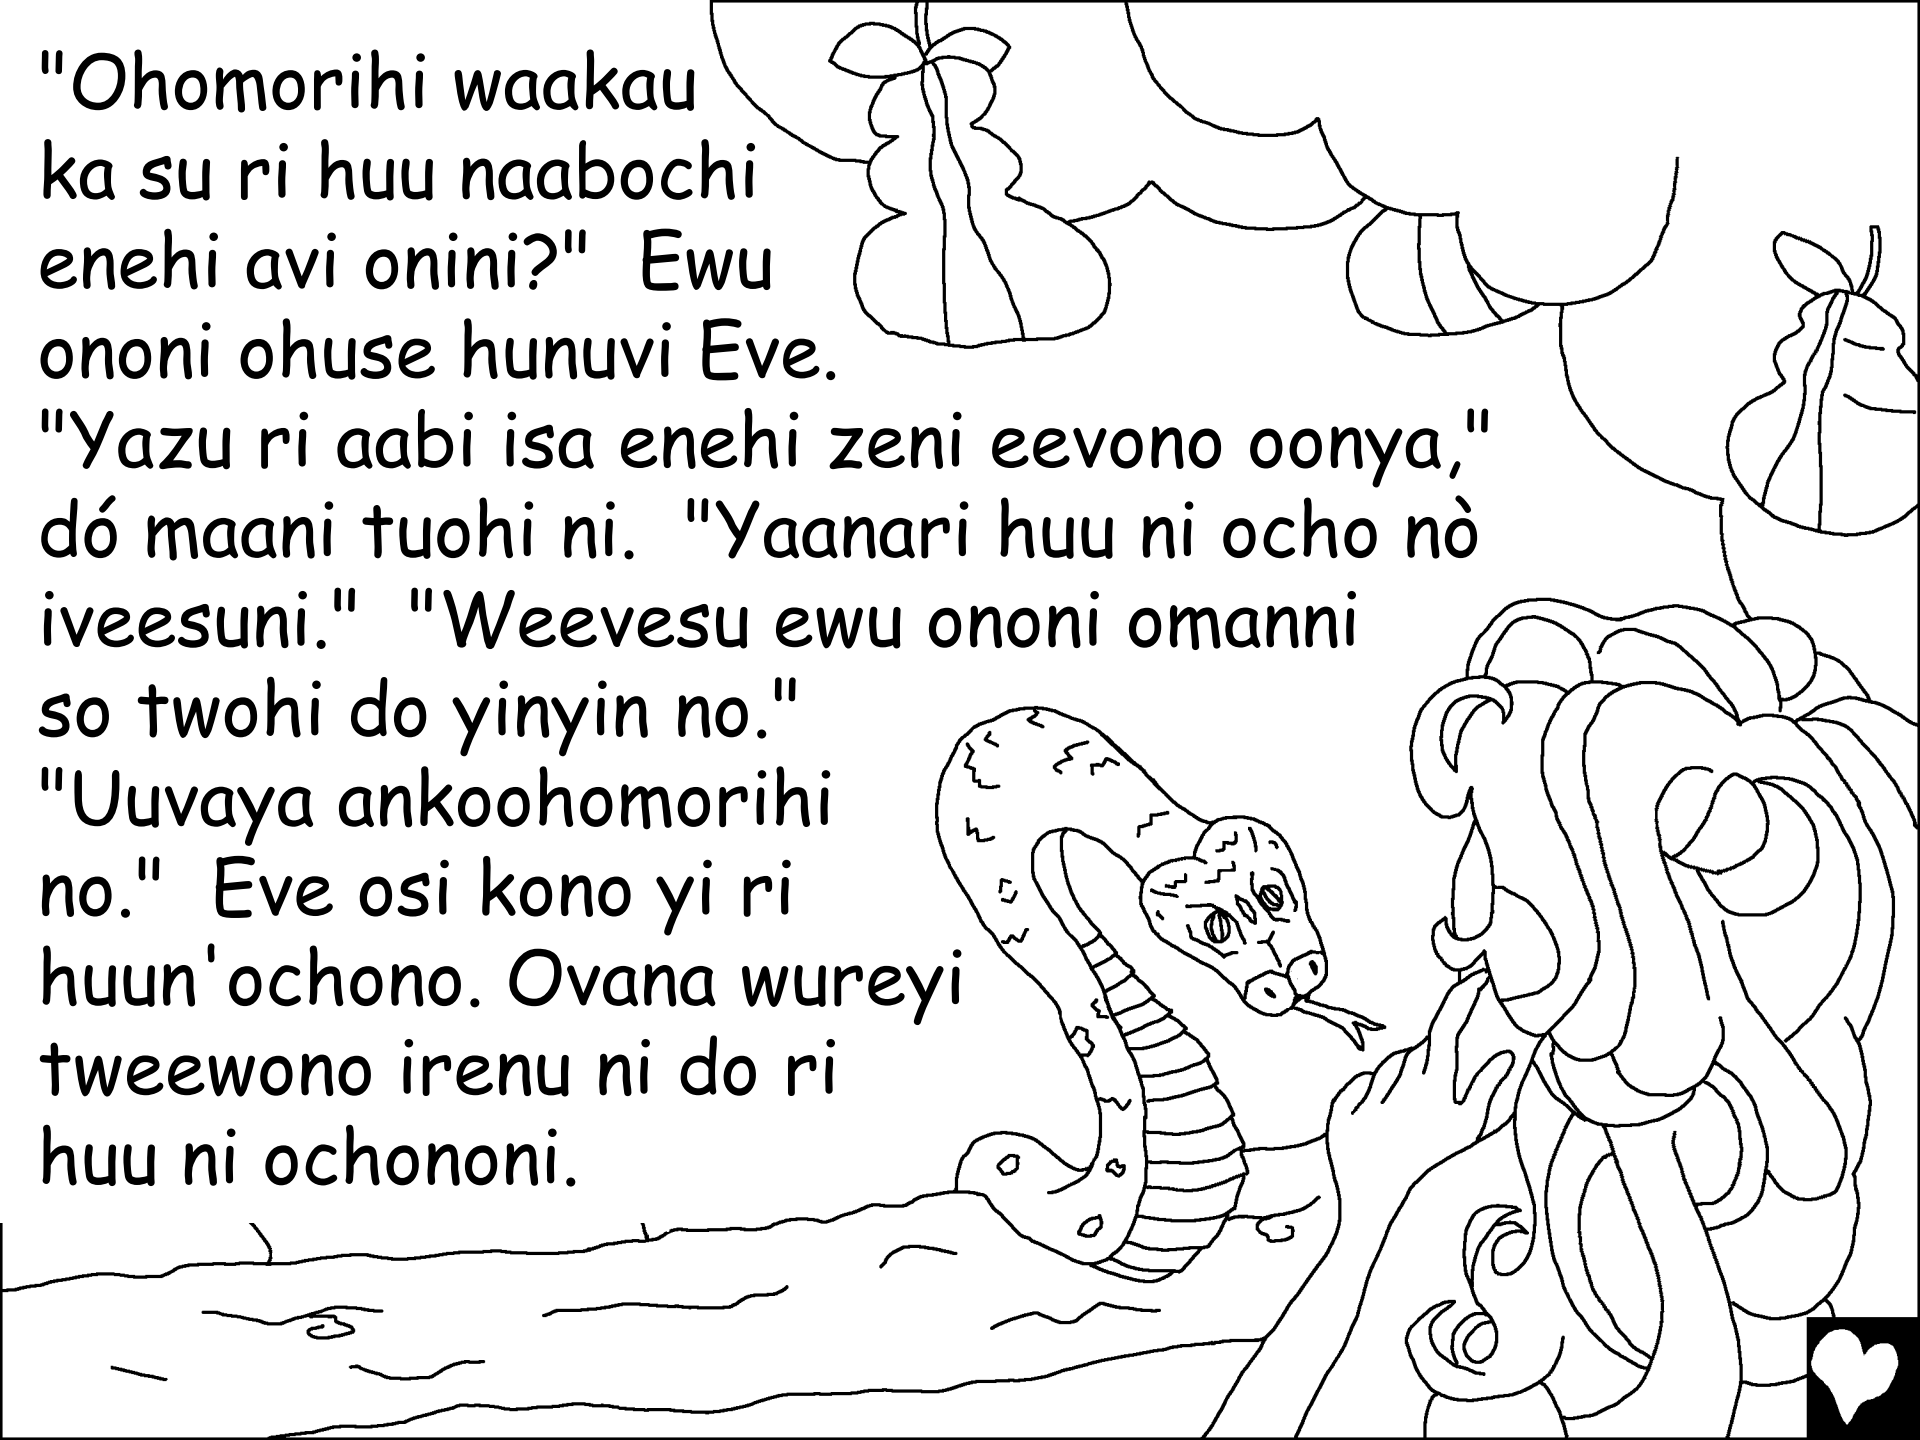 "Ohomorihi waakau
ka su ri huu naabochi
enehi avi onini?"  Ewu
ononi ohuse hunuvi Eve.
"Yazu ri aabi isa enehi zeni eevono oonya,"
dó maani tuohi ni.  "Yaanari huu ni ocho nò
iveesuni."  "Weevesu ewu ononi omanni
so twohi do yinyin no."
"Uuvaya ankoohomorihi
no."  Eve osi kono yi ri
huun'ochono. Ovana wureyi
tweewono irenu ni do ri
huu ni ochononi.